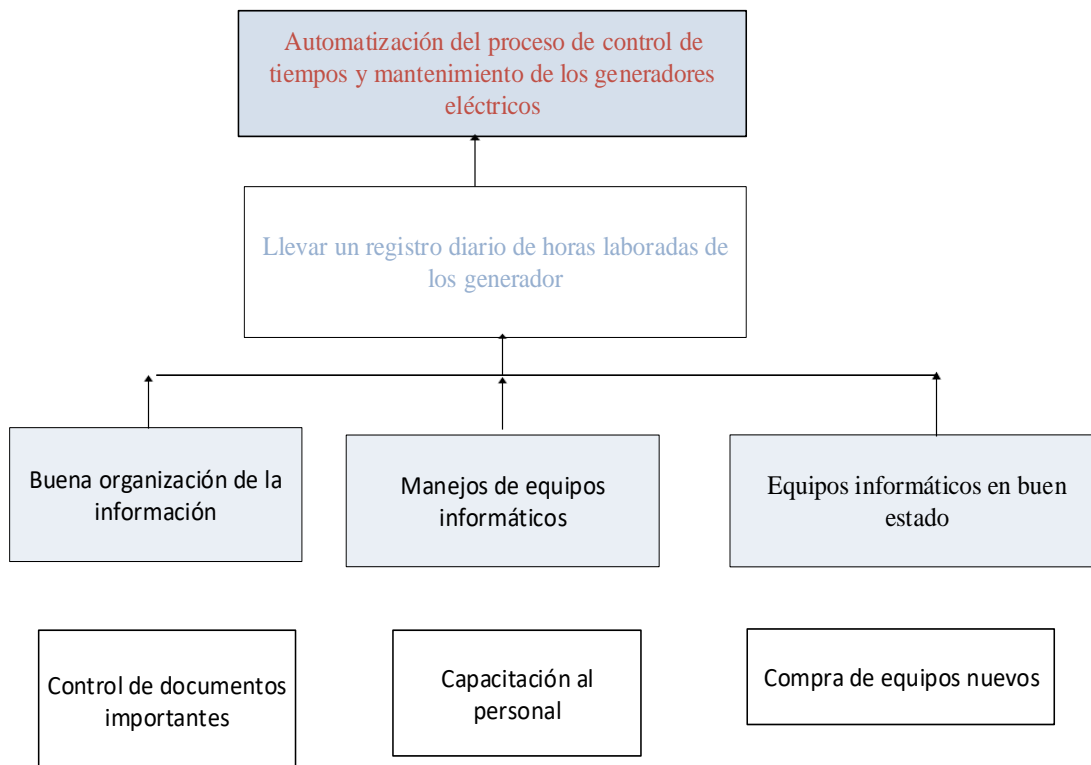 Automatización del proceso de control de
tiempos y mantenimiento de los generadores
eléctricos
Llevar un registro diario de horas laboradas de
los generador
Buena organización de la
información
Manejos de equipos
informáticos
Equipos informáticos en buen
estado
Control de documentos
importantes
Capacitación al
personal
Compra de equipos nuevos